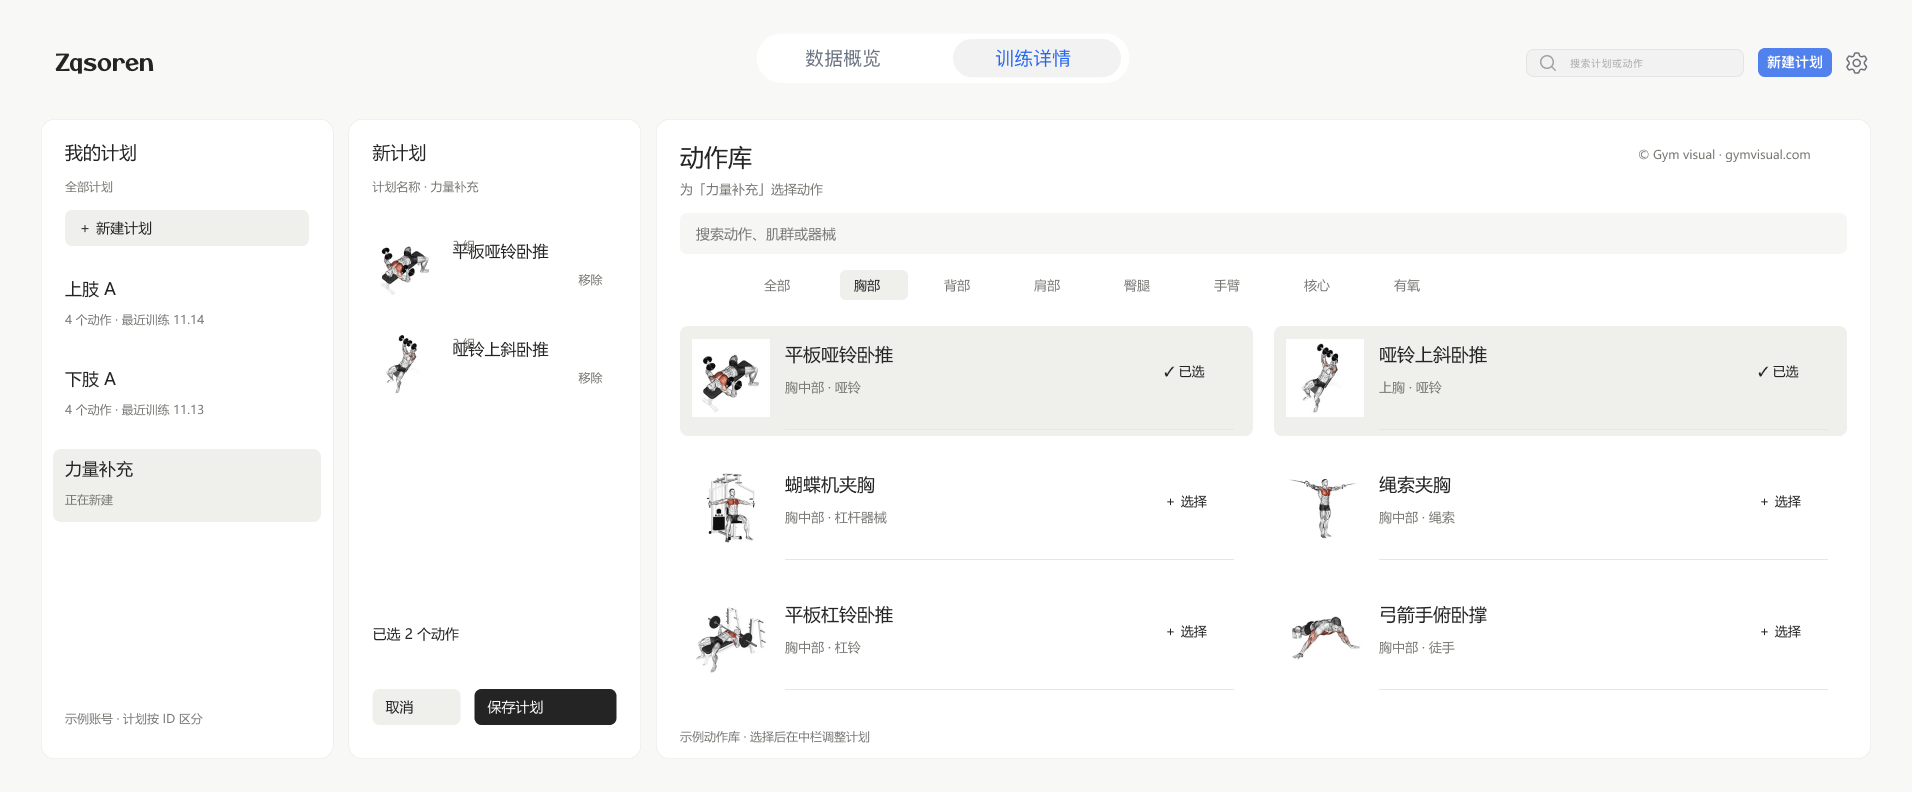 Zqsoren
数据概览
训练详情
搜索计划或动作
新建计划
我的计划
全部计划
+ 新建计划
上肢 A
4 个动作 · 最近训练 11.14
下肢 A
4 个动作 · 最近训练 11.13
力量补充
正在新建
示例账号 · 计划按 ID 区分
新计划
计划名称 · 力量补充
平板哑铃卧推
移除
哑铃上斜卧推
移除
已选 2 个动作
取消
保存计划
动作库
© Gym visual · gymvisual.com
为「力量补充」选择动作
搜索动作、肌群或器械
全部
胸部
背部
肩部
臀腿
手臂
核心
有氧
平板哑铃卧推
胸中部 · 哑铃
✓ 已选
哑铃上斜卧推
上胸 · 哑铃
✓ 已选
蝴蝶机夹胸
胸中部 · 杠杆器械
+ 选择
绳索夹胸
胸中部 · 绳索
+ 选择
平板杠铃卧推
胸中部 · 杠铃
+ 选择
弓箭手俯卧撑
胸中部 · 徒手
+ 选择
示例动作库 · 选择后在中栏调整计划